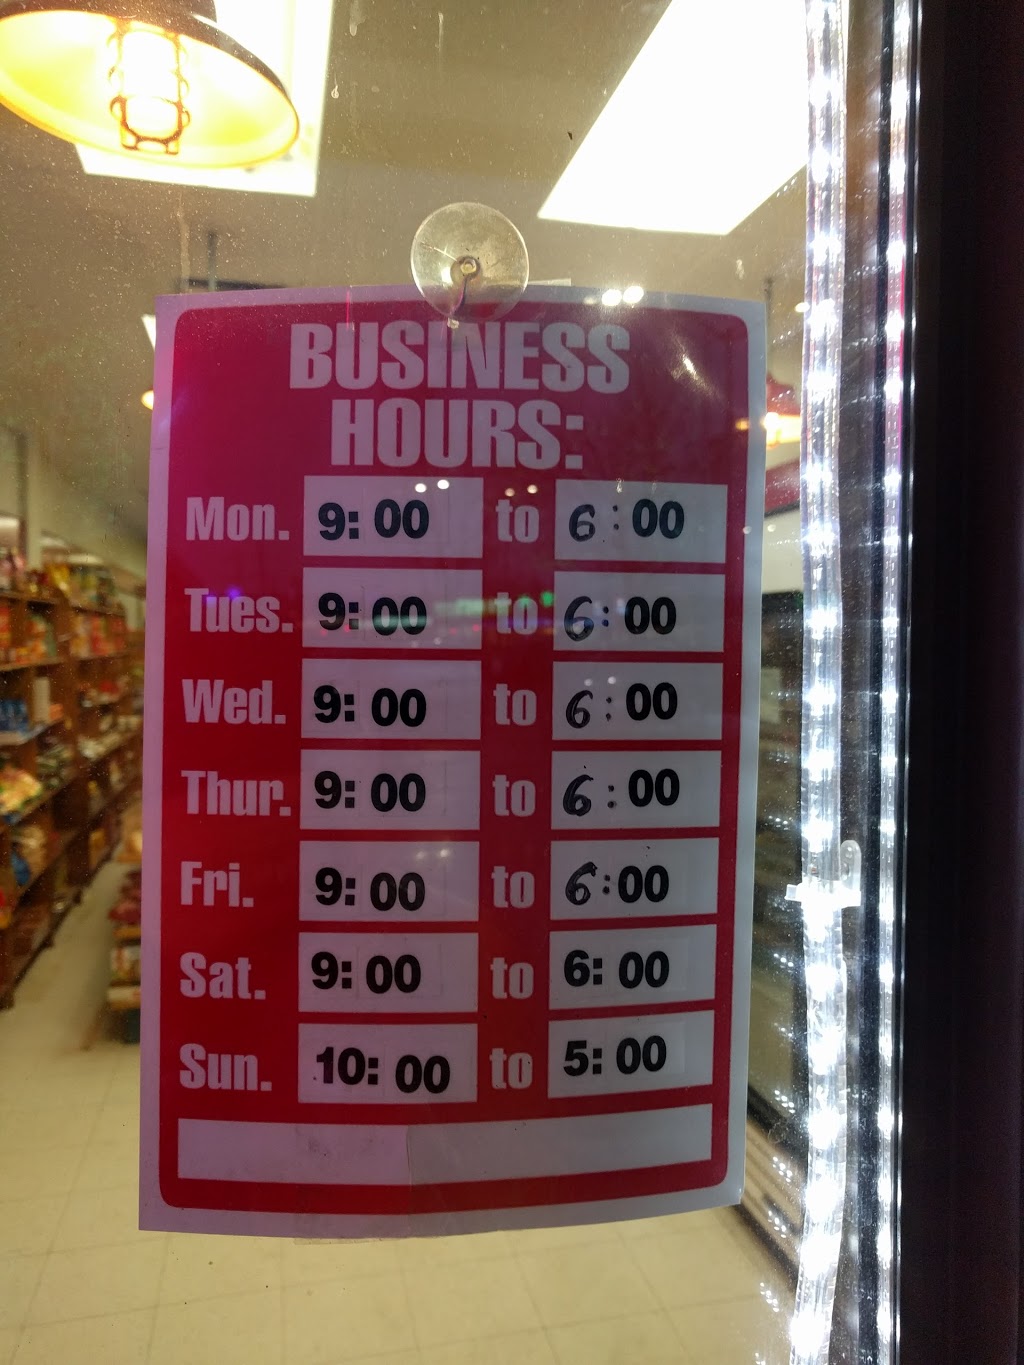 BUSINESS
HOURS:
Mon. 9:00 to 6:00
Tues. 9:00 to 6:00
Wed. 9:00 to 6:00
Thur. 9:00 to 6:00
Fri. 9:00 to 6:00
Sat. 9:00 to 6:00
Sun. 10:00 to 5:00